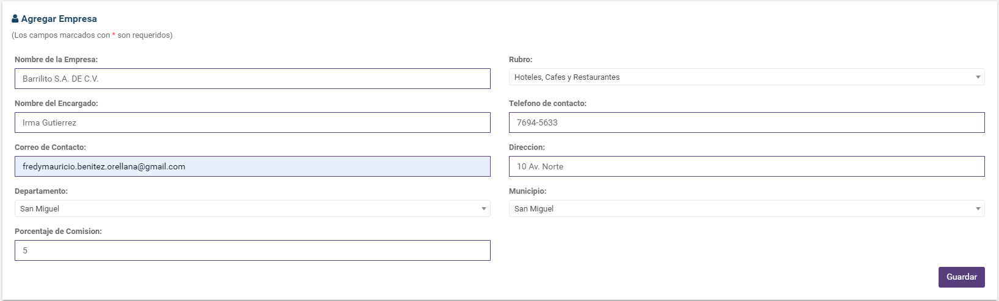 Agregar Empresa
(Los campos marcados con * son requeridos)
Nombre de la Empresa:
Rubro:
Barrilito S.A. DE C.V.
Hoteles, Cafes y Restaurantes
Nombre del Encargado:
Telefono de contacto:
Irma Gutierrez
7694-5633
Correo de Contacto:
Direccion:
fredymauricio.benitez.orellana@gmail.com
10 Av. Norte
Departamento:
Municipio:
San Miguel
San Miguel
Porcentaje de Comision:
5
Guardar